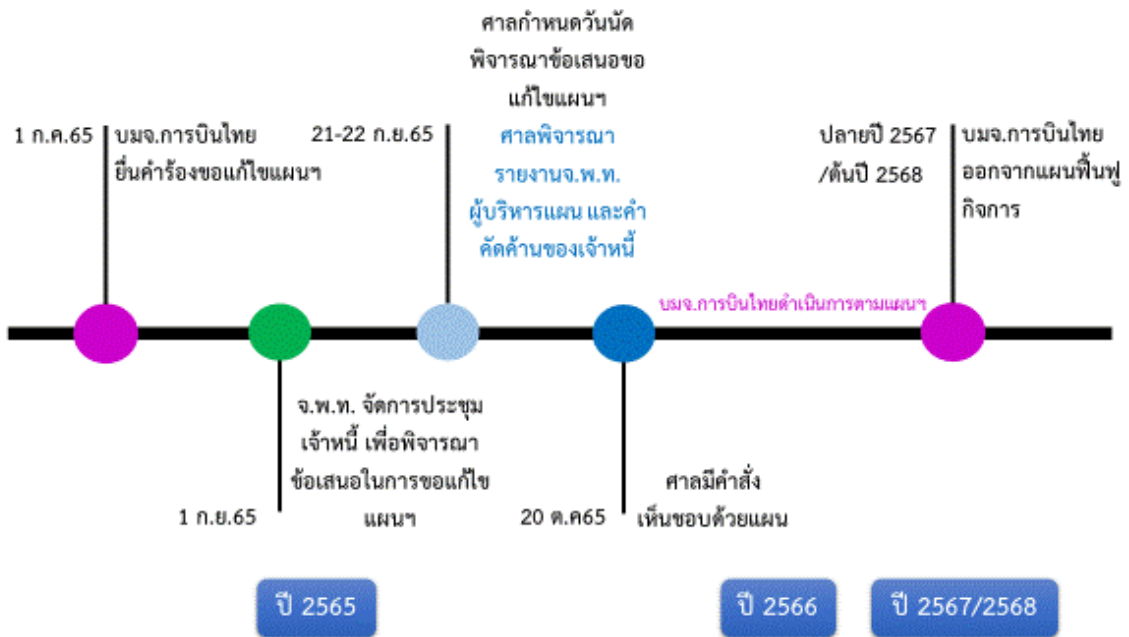 ศาลกำหนดวันนัด
พิจารณาข้อเสนอขอ
แก้ไขแผนฯ
1 ก.ค.65
บมจ.การบินไทย
ยื่นคำร้องขอแก้ไขแผนฯ
21-22 ก.ย.65
ศาลพิจารณา
รายงานจ.พ.ท.
ผู้บริหารแผน และคำ
คัดค้านของเจ้าหนี้
ปลายปี 2567
/ต้นปี 2568
บมจ.การบินไทย
ออกจากแผนฟื้นฟู
กิจการ
บมจ.การบินไทยดำเนินการตามแผนฯ
จ.พ.ท. จัดการประชุม
เจ้าหนี้ เพื่อพิจารณา
ข้อเสนอในการขอแก้ไข
แผนฯ
1 ก.ย.65
20 ต.ค65
ศาลมีคำสั่ง
เห็นชอบด้วยแผน
ปี 2565
ปี 2566
ปี 2567/2568